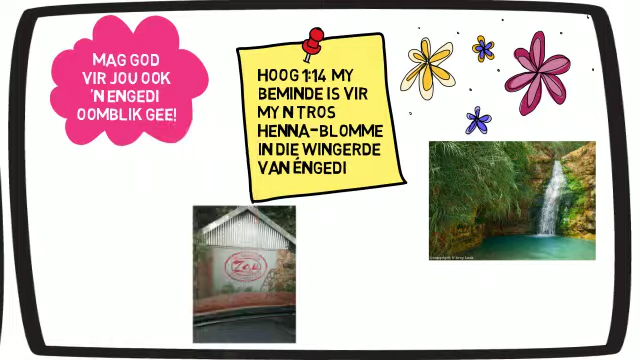 MAG GOD
VIR JOU OOK
'N ENGEDI
OOMBLIK GEE!
HOOG 1:14 MY
BEMINDE IS VIR
MY N TROS
HENNA-BLOMME
IN DIE WINGERDE
VAN ÉNGEDI